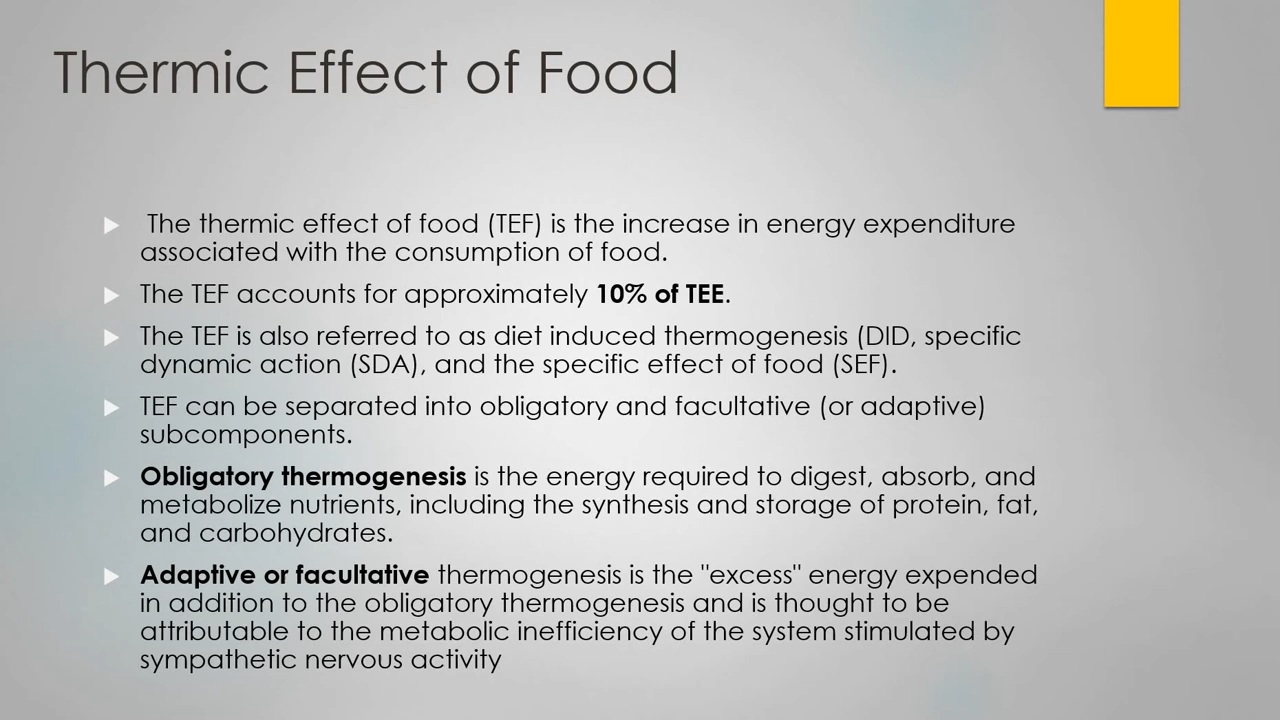 Thermic Effect of Food
The thermic effect of food (TEF) is the increase in energy expenditure
associated with the consumption of food.
The TEF accounts for approximately 10% of TEE.
The TEF is also referred to as diet induced thermogenesis (DID, specific
dynamic action (SDA), and the specific effect of food (SEF).
TEF can be separated into obligatory and facultative (or adaptive)
subcomponents.
Obligatory thermogenesis is the energy required to digest, absorb, and
metabolize nutrients, including the synthesis and storage of protein, fat,
and carbohydrates.
Adaptive or facultative thermogenesis is the "excess" energy expended
in addition to the obligatory thermogenesis and is thought to be
attributable to the metabolic inefficiency of the system stimulated by
sympathetic nervous activity